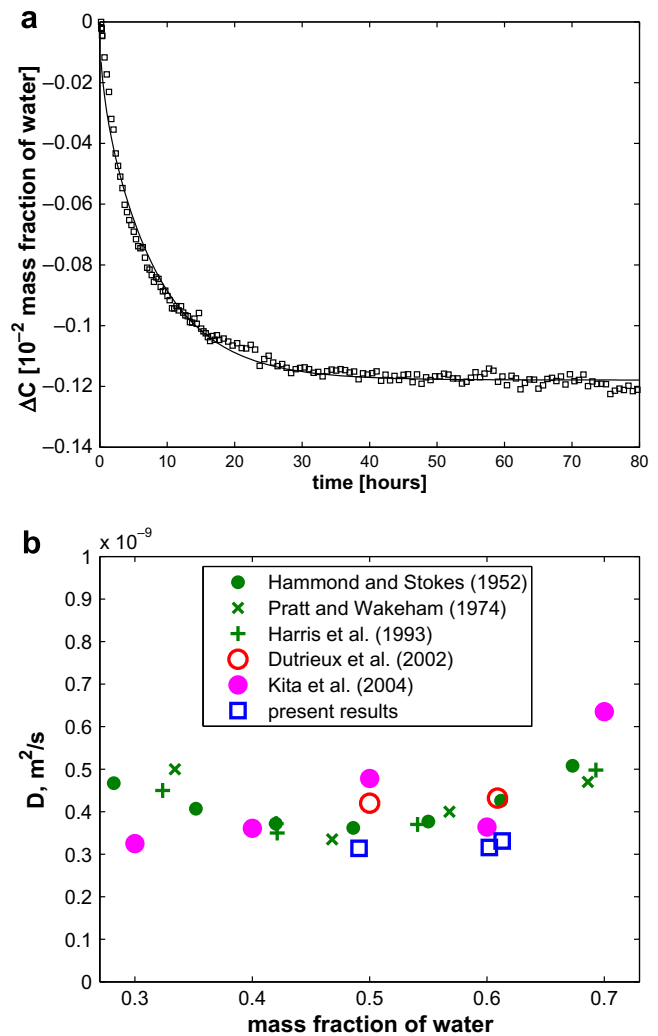 a
0
−0.02
−0.04
−0.06
−0.08
−0.1
−0.12
−0.14
ΔC [10⁻² mass fraction of water]
0 10 20 30 40 50 60 70 80
time [hours]
b
x 10⁻⁹
1
0.9
0.8
0.7
0.6
0.5
0.4
0.3
0.2
0.1
0
D, m²/s
Hammond and Stokes (1952)
Pratt and Wakeham (1974)
Harris et al. (1993)
Dutrieux et al. (2002)
Kita et al. (2004)
present results
0.3 0.4 0.5 0.6 0.7
mass fraction of water